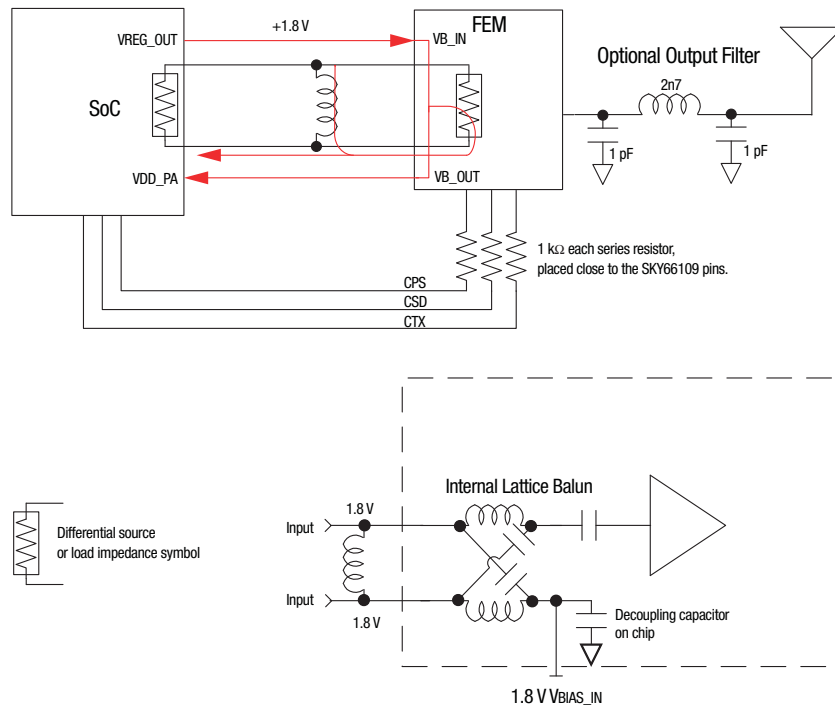 VREG_OUT
+1.8 V
FEM
VB_IN
Optional Output Filter
2n7
SoC
1 pF
1 pF
VDD_PA
VB_OUT
1 kΩ each series resistor,
placed close to the SKY66109 pins.
CPS
CSD
CTX
Internal Lattice Balun
1.8 V
Input
Differential source
or load impedance symbol
Input
1.8 V
Decoupling capacitor
on chip
1.8 V VBIAS_IN